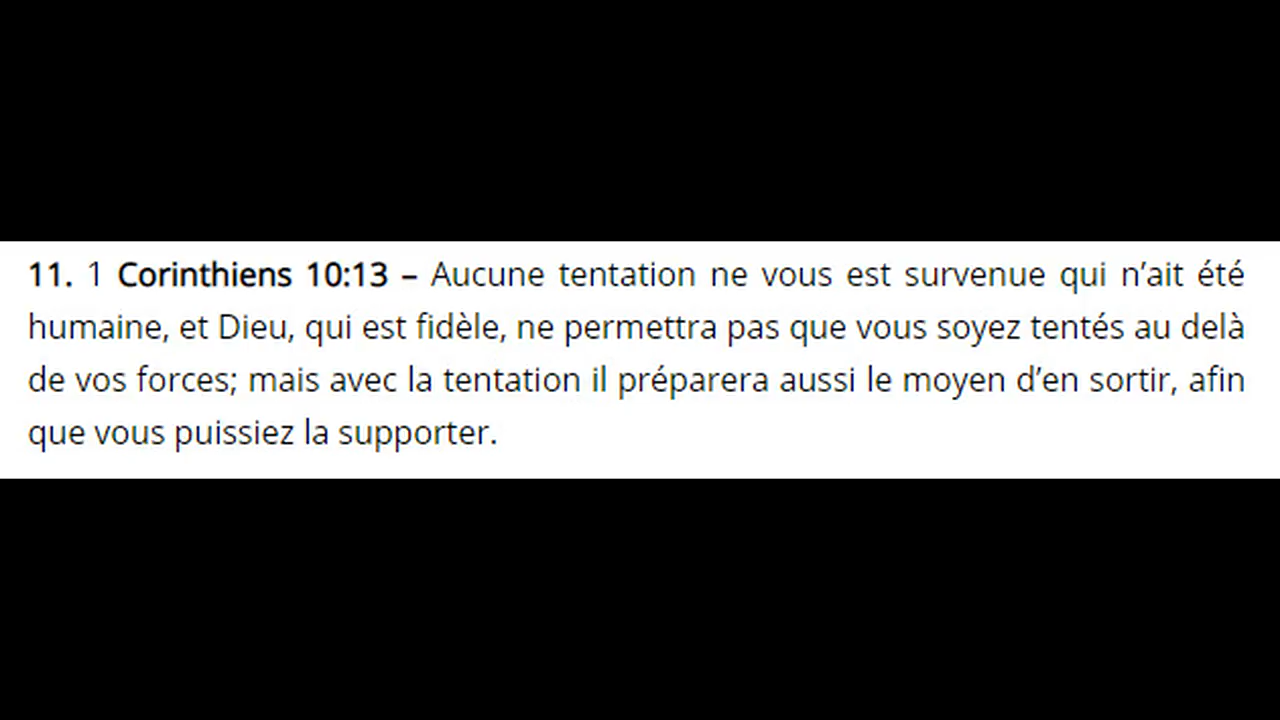 11. 1 Corinthiens 10:13 – Aucune tentation ne vous est survenue qui n’ait été
humaine, et Dieu, qui est fidèle, ne permettra pas que vous soyez tentés au delà
de vos forces; mais avec la tentation il préparera aussi le moyen d’en sortir, afin
que vous puissiez la supporter.